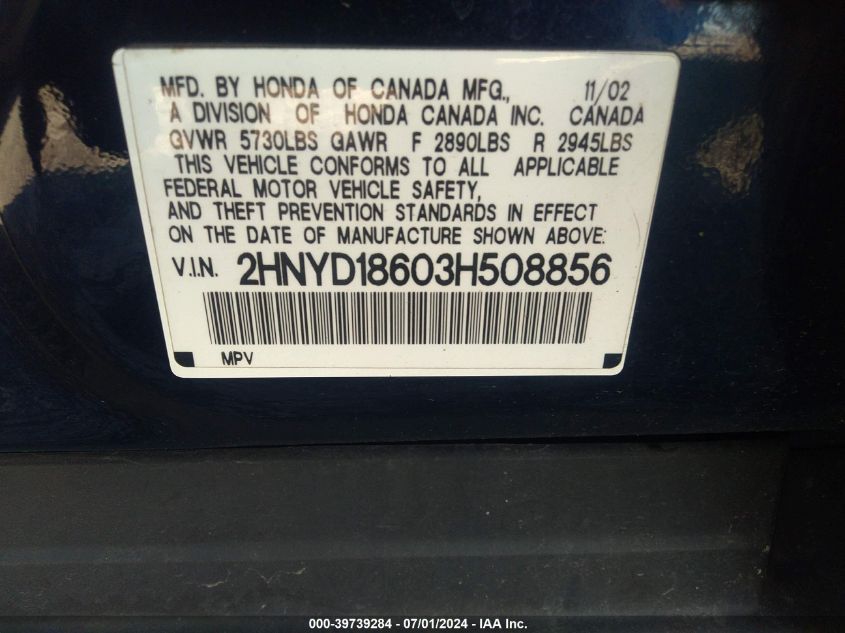 MFD. BY HONDA OF CANADA MFG., 11/02
A DIVISION OF HONDA CANADA INC. CANADA
GVWR 5730LBS GAWR F 2890LBS R 2945LBS
THIS VEHICLE CONFORMS TO ALL APPLICABLE
FEDERAL MOTOR VEHICLE SAFETY,
AND THEFT PREVENTION STANDARDS IN EFFECT
ON THE DATE OF MANUFACTURE SHOWN ABOVE:
V.I.N. 2HNYD18603H508856
MPV
000-39739284 - 07/01/2024 - IAA Inc.